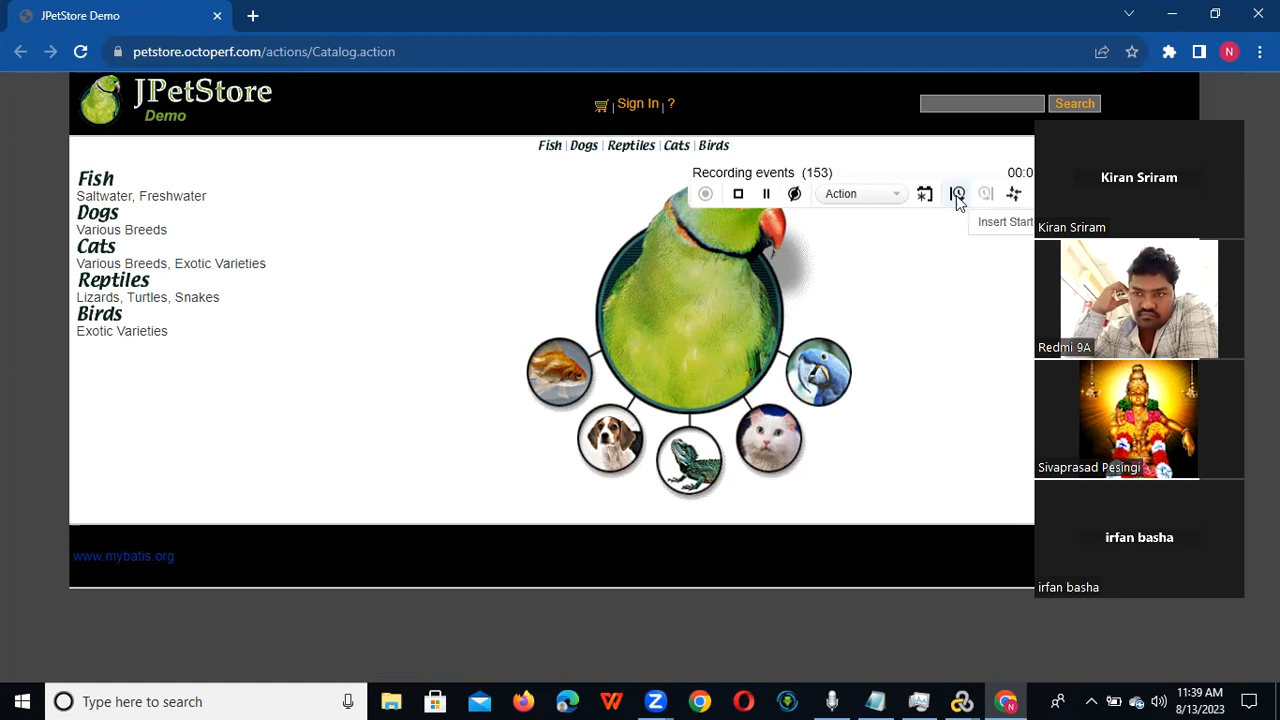 JPetStore Demo
petstore.octoperf.com/actions/Catalog.action
N
JPetStore
Demo
Sign In
?
Search
Fish | Dogs | Reptiles | Cats | Birds
Fish
Saltwater, Freshwater
Dogs
Various Breeds
Cats
Various Breeds, Exotic Varieties
Reptiles
Lizards, Turtles, Snakes
Birds
Exotic Varieties
Recording events (153)
00:0
Action
Insert Start
Kiran Sriram
Kiran Sriram
Redmi 9A
Sivaprasad Pesingi
irfan basha
irfan basha
www.mybatis.org
Type here to search
11:39 AM
8/13/2023